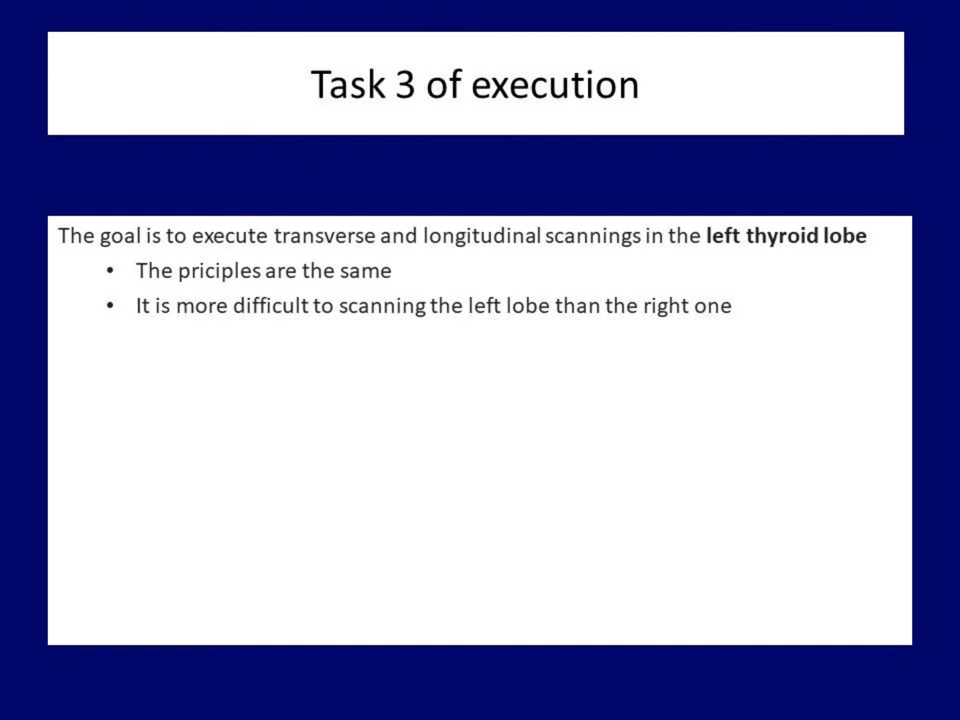 Task 3 of execution
The goal is to execute transverse and longitudinal scannings in the left thyroid lobe
• The priciples are the same
• It is more difficult to scanning the left lobe than the right one